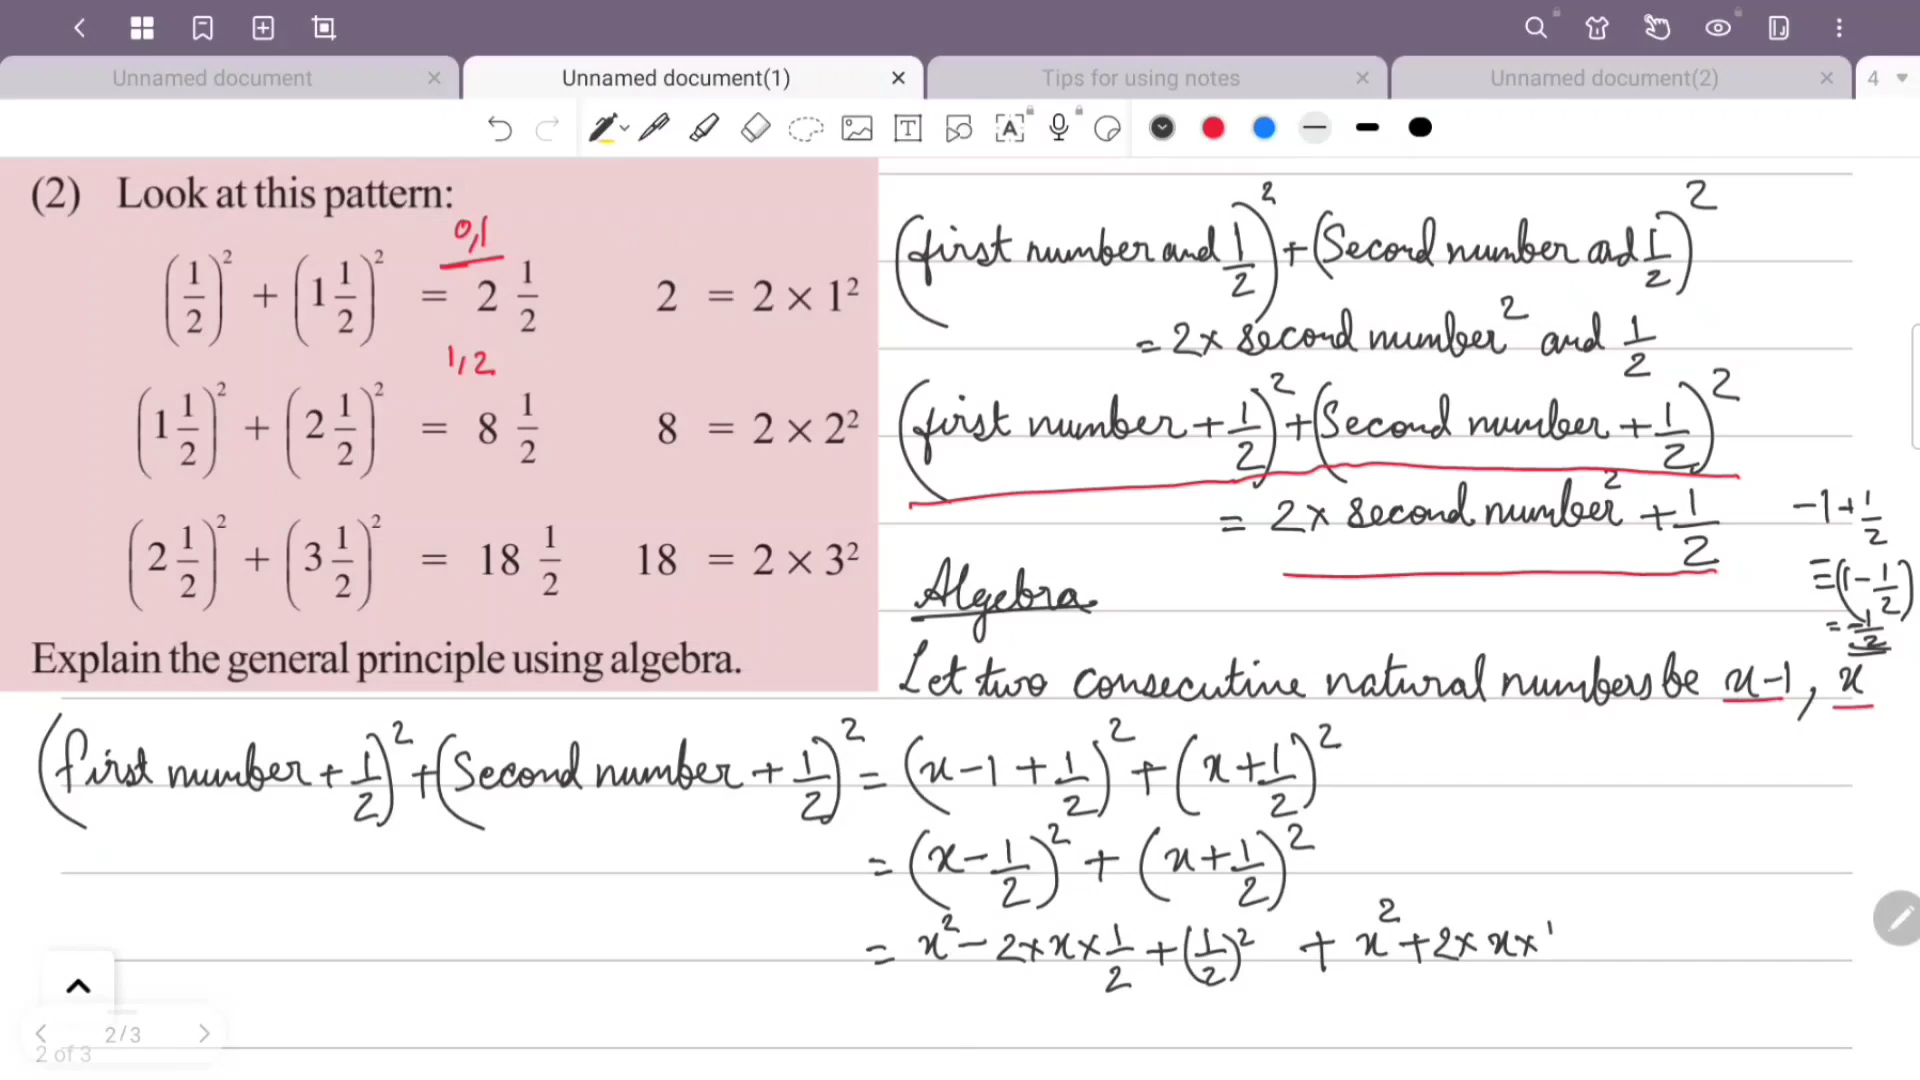 Unnamed document
Unnamed document(1)
Tips for using notes
Unnamed document(2)
4
(2) Look at this pattern:
0,1
(1/2)² + (1 1/2)² = 2 1/2   2 = 2 × 1²
1,2
(1 1/2)² + (2 1/2)² = 8 1/2   8 = 2 × 2²
(2 1/2)² + (3 1/2)² = 18 1/2   18 = 2 × 3²
Explain the general principle using algebra.
(first number and 1/2)² + (Second number and 1/2)²
= 2x second number² and 1/2
(first number + 1/2)² + (Second number + 1/2)²
= 2x second number² + 1/2
-1+1/2
=(1-1/2)
=-1/2
Algebra
Let two consecutine natural numbers be x-1, x
(first number + 1/2)² + (Second number + 1/2)² = (x-1+1/2)² + (x+1/2)²
= (x-1/2)² + (x+1/2)²
= x² - 2×x×1/2 + (1/2)² + x² + 2×x×
2/3
2 of 3